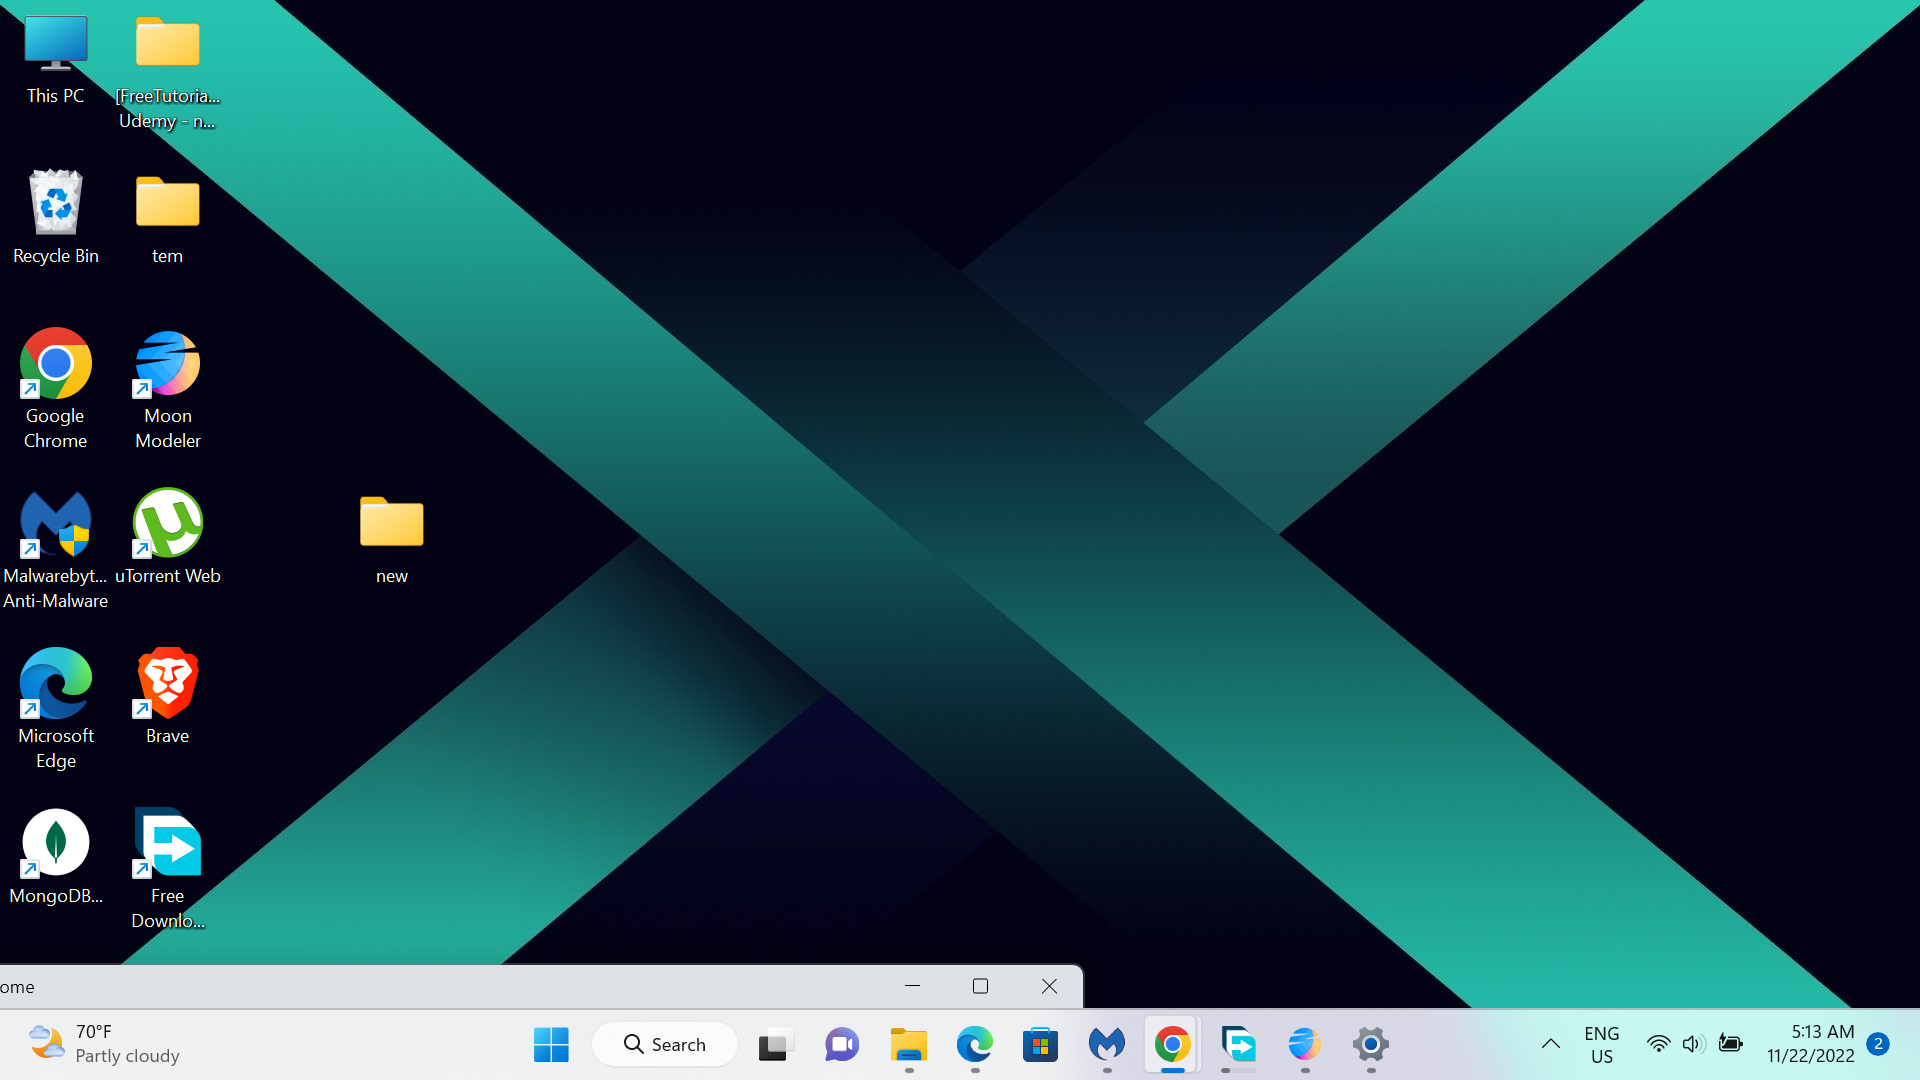 This PC
[FreeTutoria...
Udemy - n...
Recycle Bin
tem
Google
Chrome
Moon
Modeler
Malwarebyt...
Anti-Malware
uTorrent Web
new
Microsoft
Edge
Brave
MongoDB...
Free
Downlo...
ome
70°F
Partly cloudy
Search
ENG
US
5:13 AM
11/22/2022
2